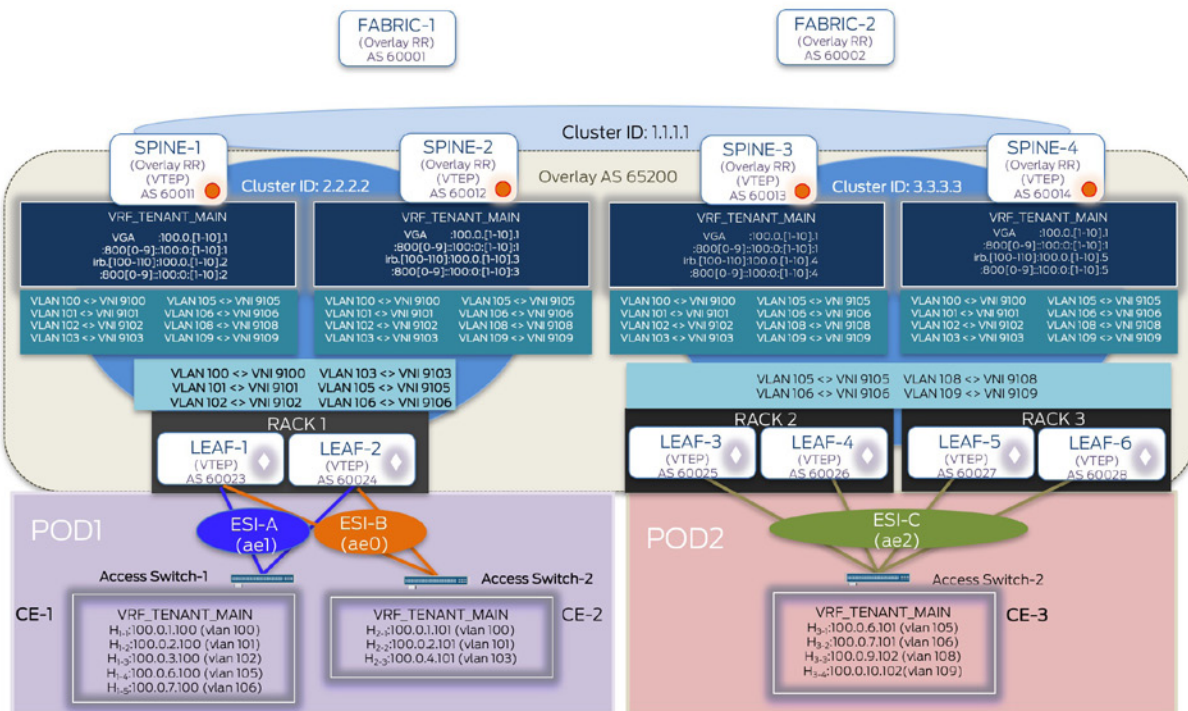 FABRIC-1
(Overlay RR)
AS 60001
FABRIC-2
(Overlay RR)
AS 60002
Cluster ID: 1.1.1.1
SPINE-1
(Overlay RR)
(VTEP)
AS 60011
SPINE-2
(Overlay RR)
(VTEP)
AS 60012
SPINE-3
(Overlay RR)
(VTEP)
AS 60013
SPINE-4
(Overlay RR)
(VTEP)
AS 60014
Cluster ID: 2.2.2.2
Overlay AS 65200
Cluster ID: 3.3.3.3
VRF_TENANT_MAIN
VGA :100.0.[1-10].1
:800[0-9]::100:0:[1-10]:1
irb.[100-110]:100.0.[1-10].2
:800[0-9]::100:0:[1-10]:2
VRF_TENANT_MAIN
VGA :100.0.[1-10].1
:800[0-9]::100:0:[1-10]:1
irb.[100-110]:100.0.[1-10].3
:800[0-9]::100:0:[1-10]:3
VRF_TENANT_MAIN
VGA :100.0.[1-10].1
:800[0-9]::100:0:[1-10]:1
irb.[100-110]:100.0.[1-10].4
:800[0-9]::100:0:[1-10]:4
VRF_TENANT_MAIN
VGA :100.0.[1-10].1
:800[0-9]::100:0:[1-10]:1
irb.[100-110]:100.0.[1-10].5
:800[0-9]::100:0:[1-10]:5
VLAN 100 <> VNI 9100 VLAN 105 <> VNI 9105
VLAN 101 <> VNI 9101 VLAN 106 <> VNI 9106
VLAN 102 <> VNI 9102 VLAN 108 <> VNI 9108
VLAN 103 <> VNI 9103 VLAN 109 <> VNI 9109
VLAN 100 <> VNI 9100 VLAN 105 <> VNI 9105
VLAN 101 <> VNI 9101 VLAN 106 <> VNI 9106
VLAN 102 <> VNI 9102 VLAN 108 <> VNI 9108
VLAN 103 <> VNI 9103 VLAN 109 <> VNI 9109
VLAN 100 <> VNI 9100 VLAN 105 <> VNI 9105
VLAN 101 <> VNI 9101 VLAN 106 <> VNI 9106
VLAN 102 <> VNI 9102 VLAN 108 <> VNI 9108
VLAN 103 <> VNI 9103 VLAN 109 <> VNI 9109
VLAN 100 <> VNI 9100 VLAN 105 <> VNI 9105
VLAN 101 <> VNI 9101 VLAN 106 <> VNI 9106
VLAN 102 <> VNI 9102 VLAN 108 <> VNI 9108
VLAN 103 <> VNI 9103 VLAN 109 <> VNI 9109
VLAN 100 <> VNI 9100 VLAN 103 <> VNI 9103
VLAN 101 <> VNI 9101 VLAN 105 <> VNI 9105
VLAN 102 <> VNI 9102 VLAN 106 <> VNI 9106
VLAN 105 <> VNI 9105 VLAN 108 <> VNI 9108
VLAN 106 <> VNI 9106 VLAN 109 <> VNI 9109
RACK 1
RACK 2
RACK 3
LEAF-1
(VTEP)
AS 60023
LEAF-2
(VTEP)
AS 60024
LEAF-3
(VTEP)
AS 60025
LEAF-4
(VTEP)
AS 60026
LEAF-5
(VTEP)
AS 60027
LEAF-6
(VTEP)
AS 60028
POD1
ESI-A
(ae1)
ESI-B
(ae0)
POD2
ESI-C
(ae2)
Access Switch-1
Access Switch-2
Access Switch-2
CE-1
VRF_TENANT_MAIN
H1-1:100.0.1.100 (vlan 100)
H1-2:100.0.2.100 (vlan 101)
H1-3:100.0.3.100 (vlan 102)
H1-4:100.0.6.100 (vlan 105)
H1-5:100.0.7.100 (vlan 106)
CE-2
VRF_TENANT_MAIN
H2-1:100.0.1.101 (vlan 100)
H2-2:100.0.2.101 (vlan 101)
H2-3:100.0.4.101 (vlan 103)
CE-3
VRF_TENANT_MAIN
H3-1:100.0.6.101 (vlan 105)
H3-2:100.0.7.101 (vlan 106)
H3-3:100.0.9.102 (vlan 108)
H3-4:100.0.10.102(vlan 109)